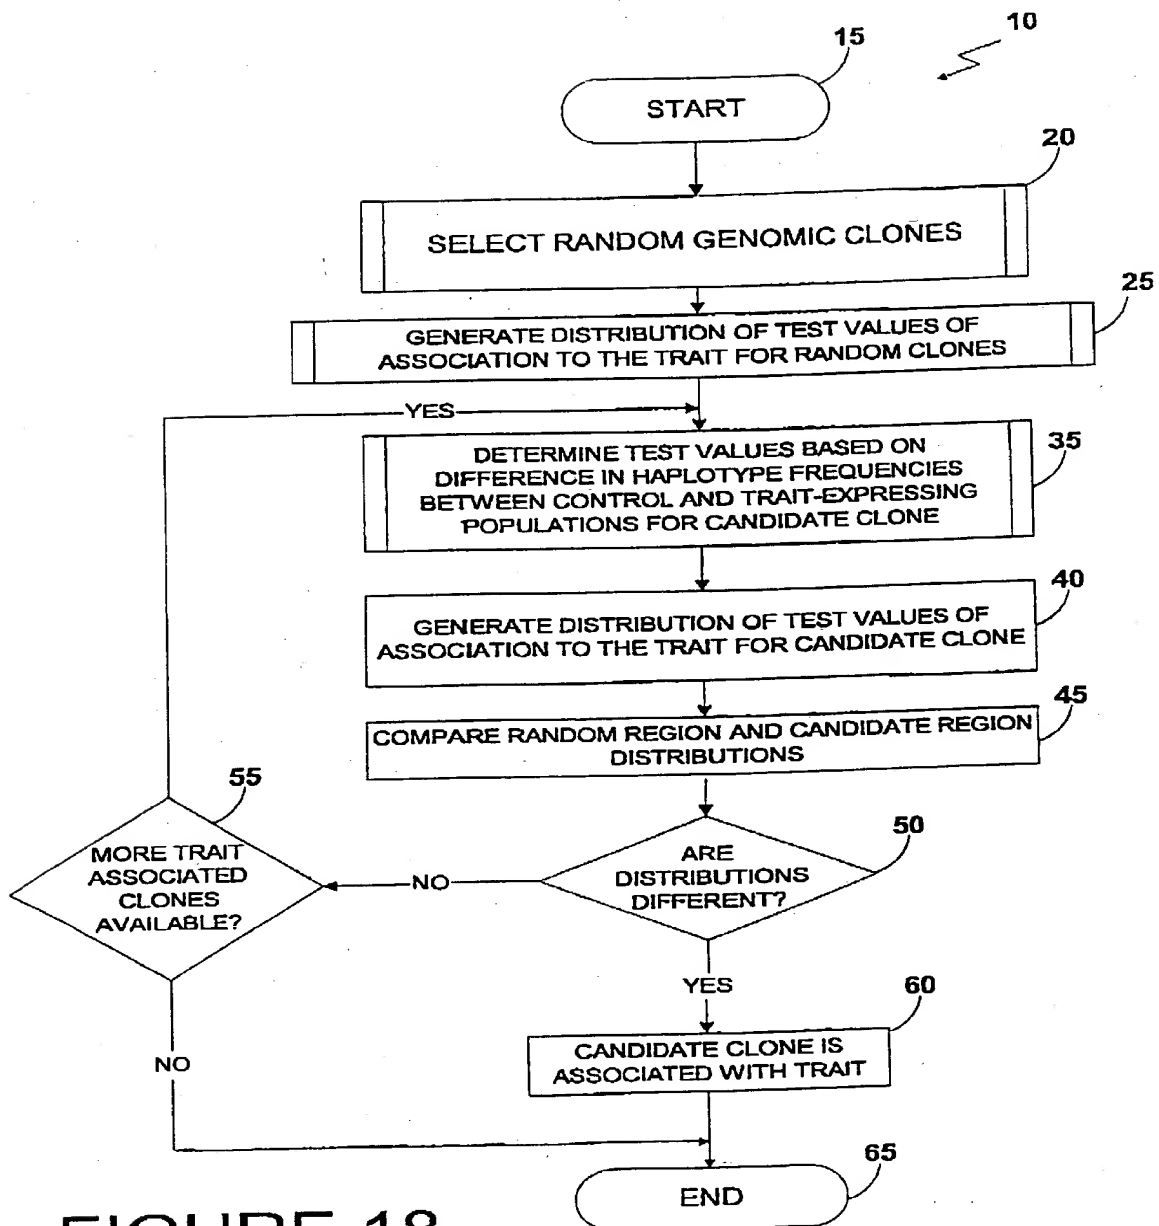 10
15
START
20
SELECT RANDOM GENOMIC CLONES
25
GENERATE DISTRIBUTION OF TEST VALUES OF
ASSOCIATION TO THE TRAIT FOR RANDOM CLONES
YES
35
DETERMINE TEST VALUES BASED ON
DIFFERENCE IN HAPLOTYPE FREQUENCIES
BETWEEN CONTROL AND TRAIT-EXPRESSING
POPULATIONS FOR CANDIDATE CLONE
40
GENERATE DISTRIBUTION OF TEST VALUES OF
ASSOCIATION TO THE TRAIT FOR CANDIDATE CLONE
45
COMPARE RANDOM REGION AND CANDIDATE REGION
DISTRIBUTIONS
55
MORE TRAIT
ASSOCIATED
CLONES
AVAILABLE?
NO
50
ARE
DISTRIBUTIONS
DIFFERENT?
YES
60
CANDIDATE CLONE IS
ASSOCIATED WITH TRAIT
NO
65
END
FIGURE 18